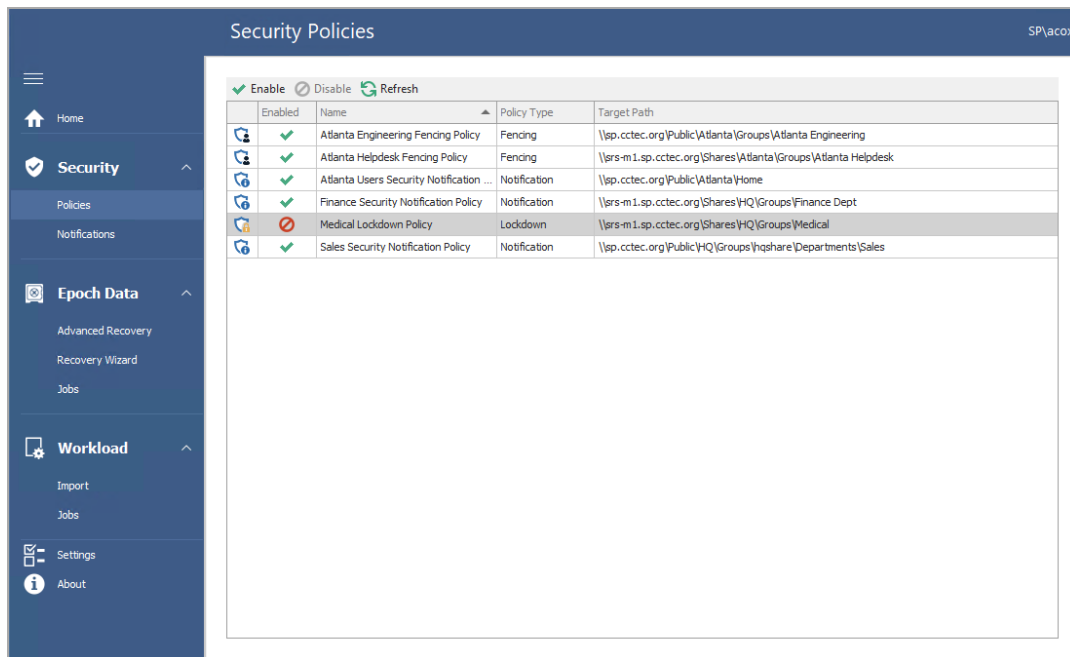 Security Policies
SP\acox
Enable Disable Refresh
Home
Security
Policies
Notifications
Epoch Data
Advanced Recovery
Recovery Wizard
Jobs
Workload
Import
Jobs
Settings
About
Enabled Name Policy Type Target Path
Atlanta Engineering Fencing Policy Fencing \\sp.cctec.org\Public\Atlanta\Groups\Atlanta Engineering
Atlanta Helpdesk Fencing Policy Fencing \\srs-m1.sp.cctec.org\Shares\Atlanta\Groups\Atlanta Helpdesk
Atlanta Users Security Notification ... Notification \\sp.cctec.org\Public\Atlanta\Home
Finance Security Notification Policy Notification \\srs-m1.sp.cctec.org\Shares\HQ\Groups\Finance Dept
Medical Lockdown Policy Lockdown \\srs-m1.sp.cctec.org\Shares\HQ\Groups\Medical
Sales Security Notification Policy Notification \\sp.cctec.org\Public\HQ\Groups\hqshare\Departments\Sales